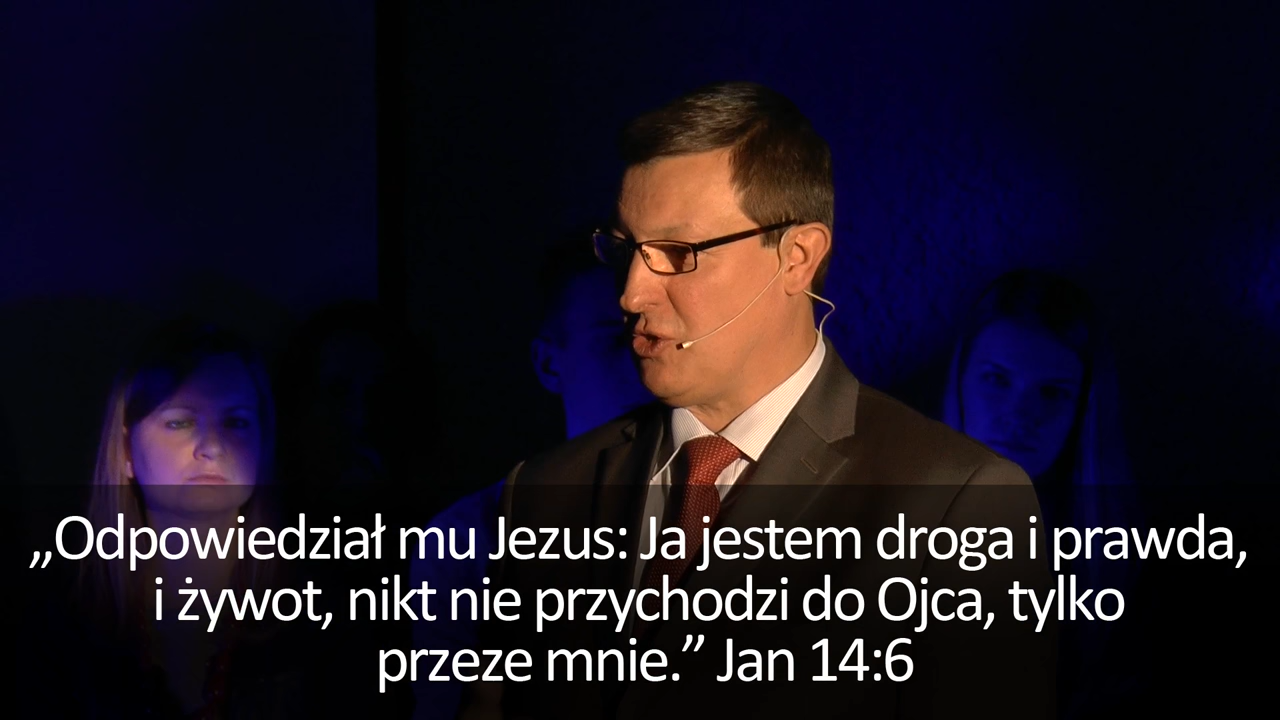 „Odpowiedział mu Jezus: Ja jestem droga i prawda,
i żywot, nikt nie przychodzi do Ojca, tylko
przeze mnie.” Jan 14:6